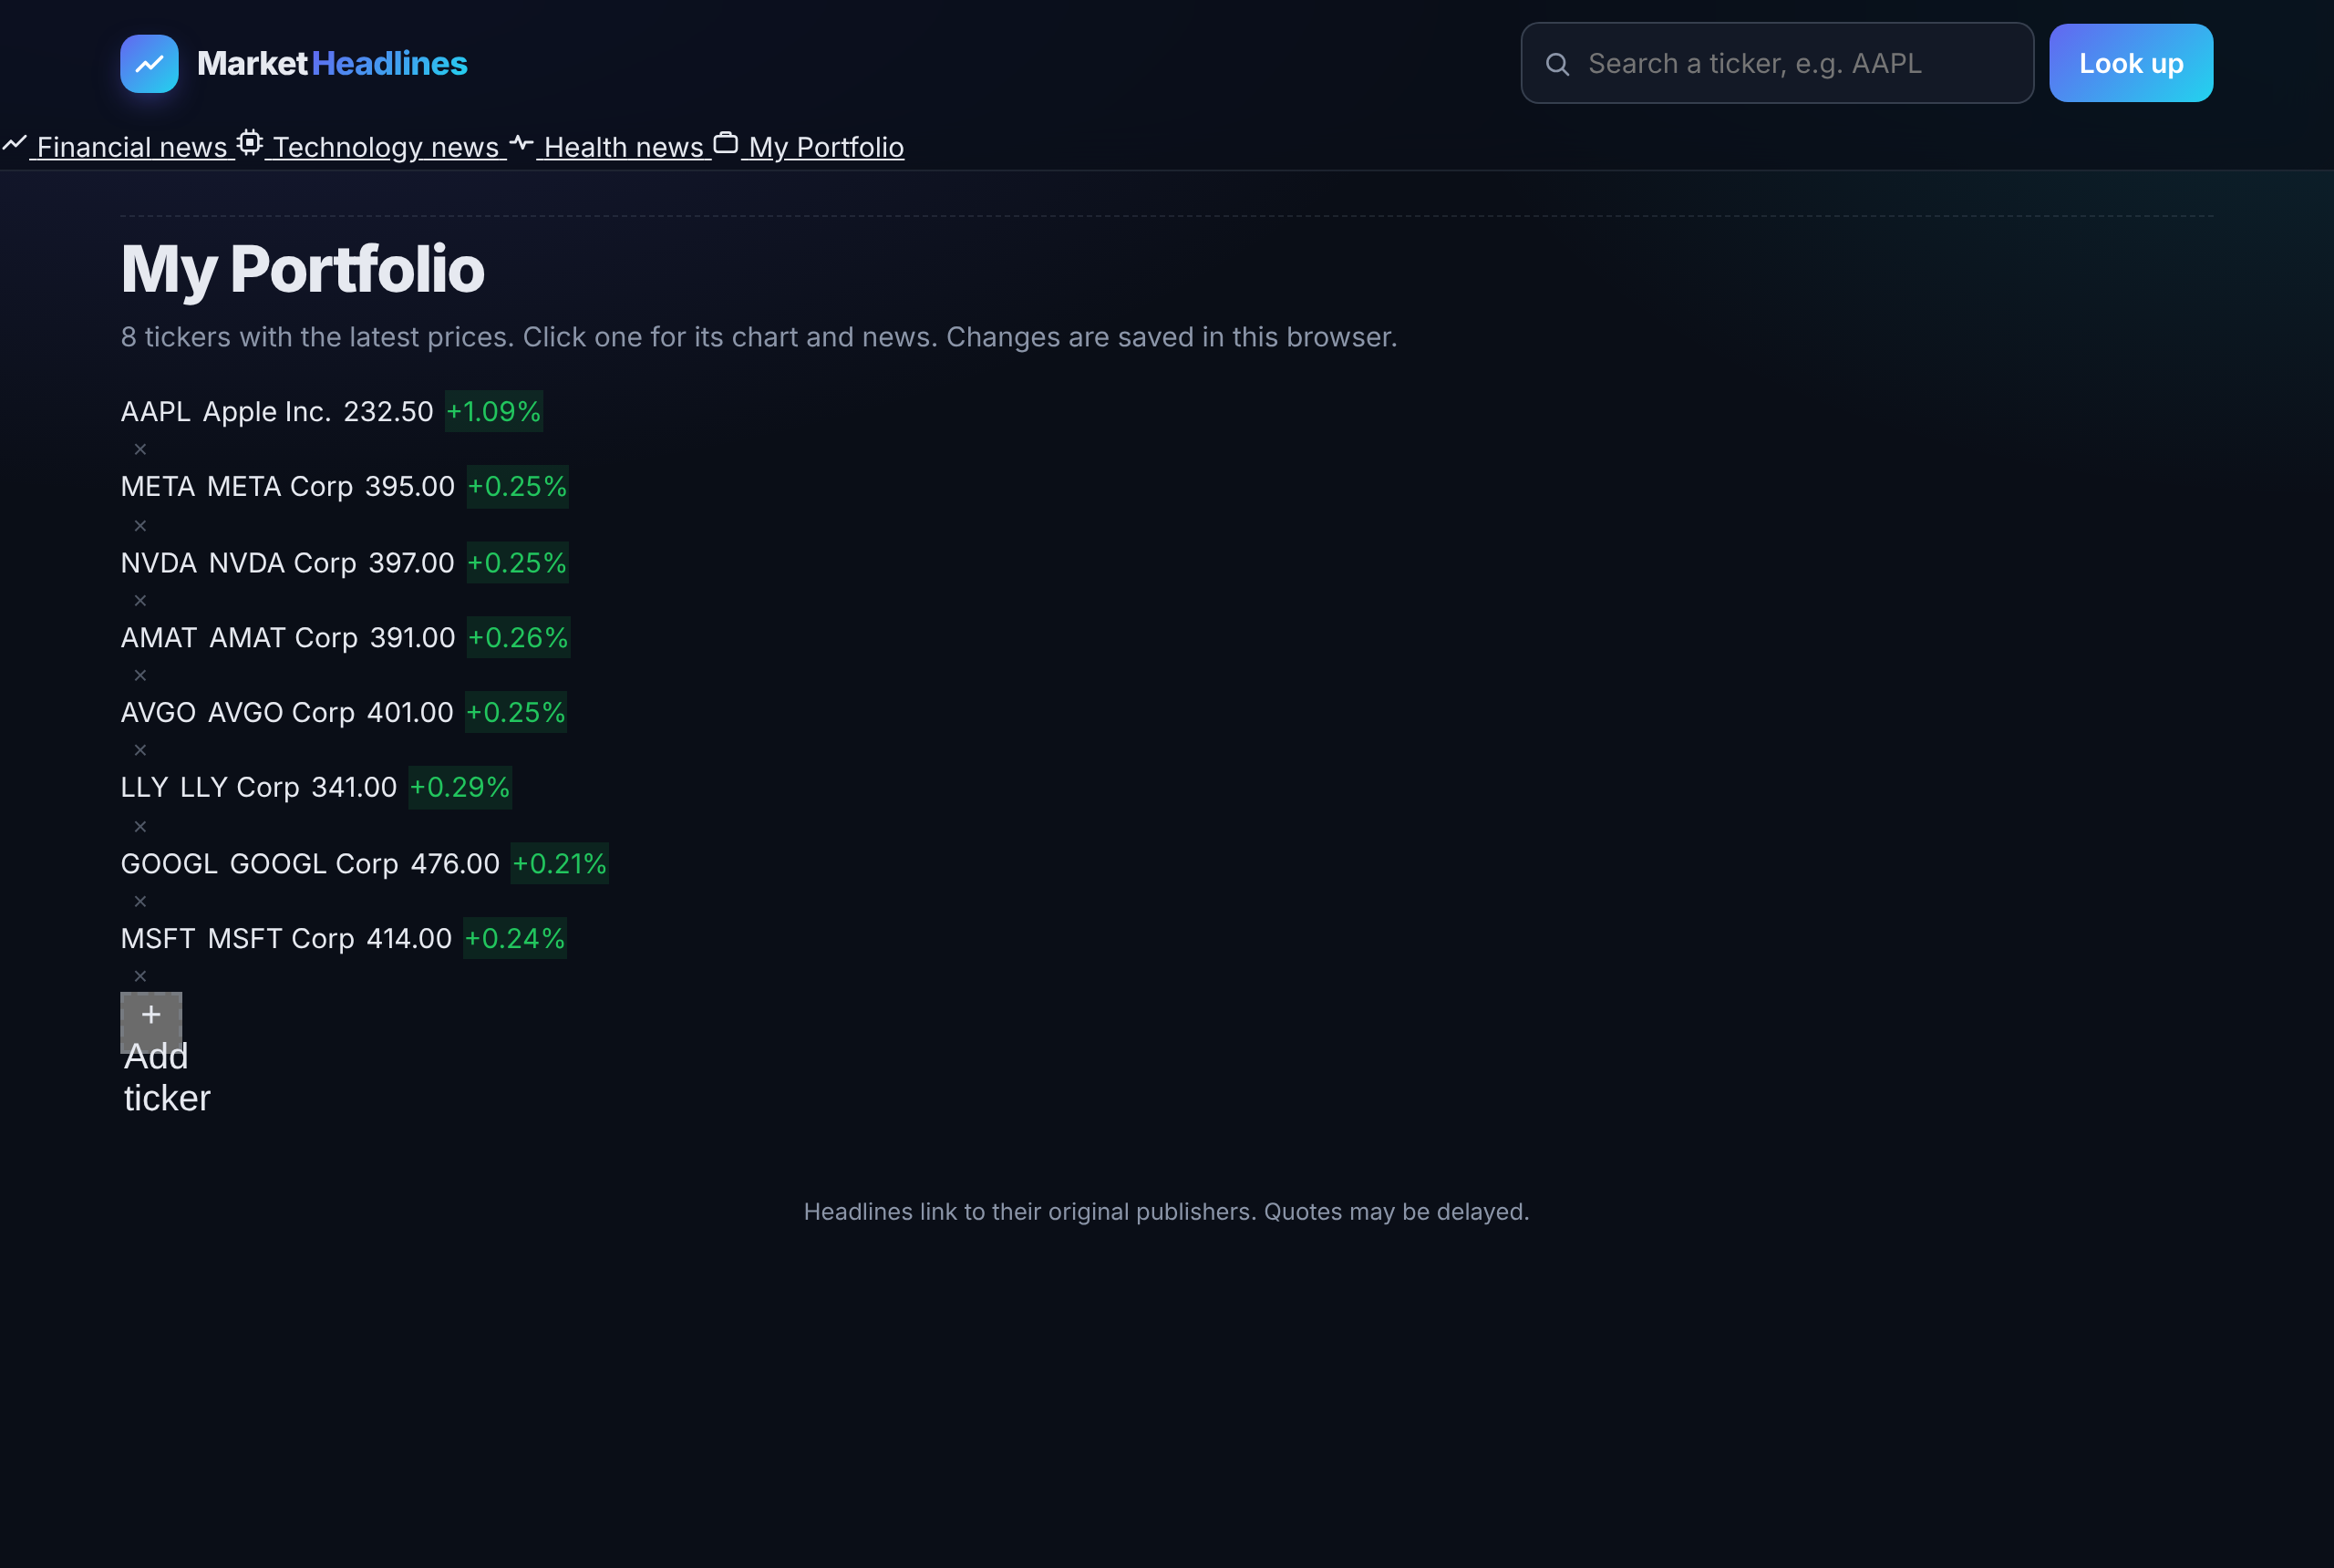 MarketHeadlines
Search a ticker, e.g. AAPL
Look up
Financial news Technology news Health news My Portfolio
My Portfolio
8 tickers with the latest prices. Click one for its chart and news. Changes are saved in this browser.
AAPL Apple Inc. 232.50 +1.09%
×
META META Corp 395.00 +0.25%
×
NVDA NVDA Corp 397.00 +0.25%
×
AMAT AMAT Corp 391.00 +0.26%
×
AVGO AVGO Corp 401.00 +0.25%
×
LLY LLY Corp 341.00 +0.29%
×
GOOGL GOOGL Corp 476.00 +0.21%
×
MSFT MSFT Corp 414.00 +0.24%
×
+
Add
ticker
Headlines link to their original publishers. Quotes may be delayed.